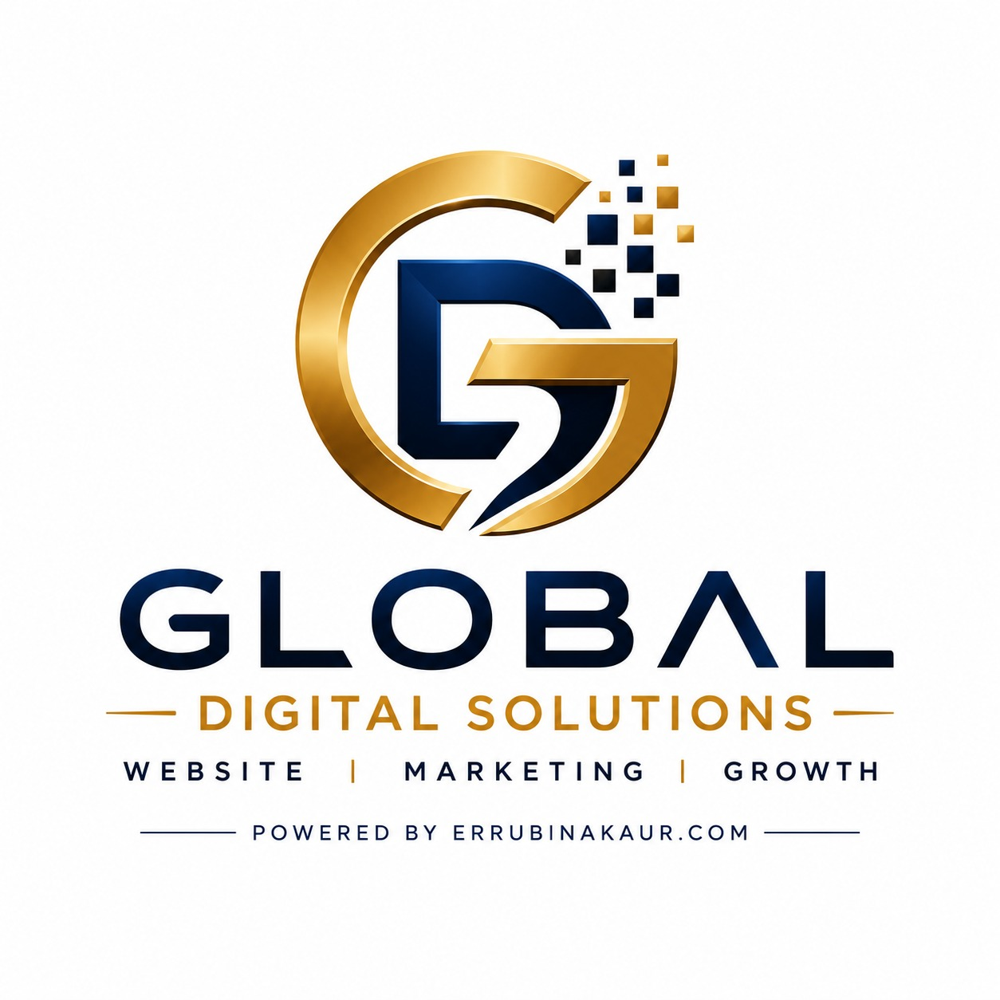 GLOBAL
DIGITAL SOLUTIONS
WEBSITE | MARKETING | GROWTH
POWERED BY ERRUBINAKAUR.COM